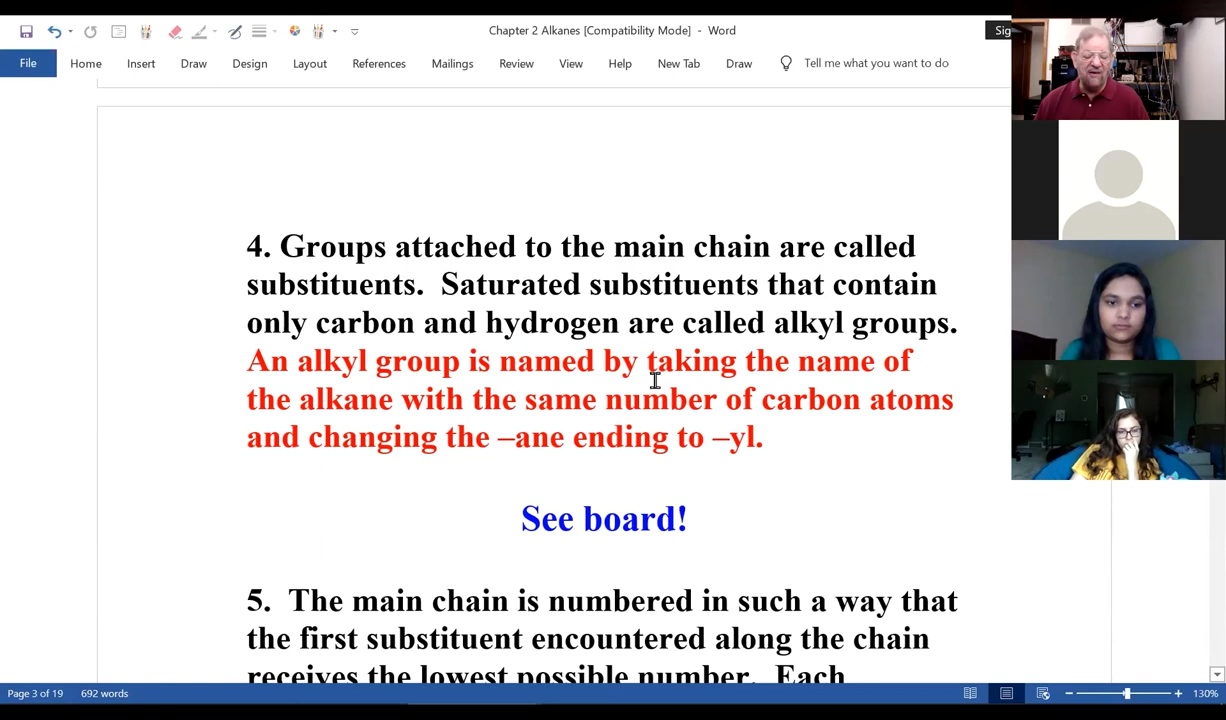 Chapter 2 Alkanes [Compatibility Mode] - Word
Sig
File Home Insert Draw Design Layout References Mailings Review View Help New Tab Draw Tell me what you want to do
4. Groups attached to the main chain are called
substituents. Saturated substituents that contain
only carbon and hydrogen are called alkyl groups.
An alkyl group is named by taking the name of
the alkane with the same number of carbon atoms
and changing the –ane ending to –yl.
See board!
5. The main chain is numbered in such a way that
the first substituent encountered along the chain
receives the lowest possible number. Each
Page 3 of 19 692 words 130%